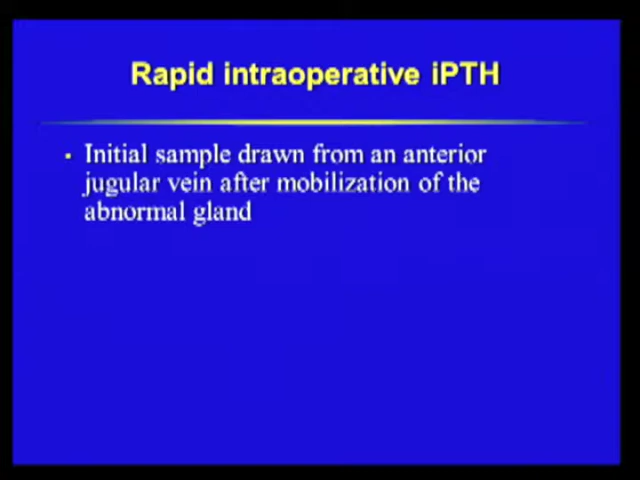 Rapid intraoperative iPTH
▪ Initial sample drawn from an anterior
jugular vein after mobilization of the
abnormal gland